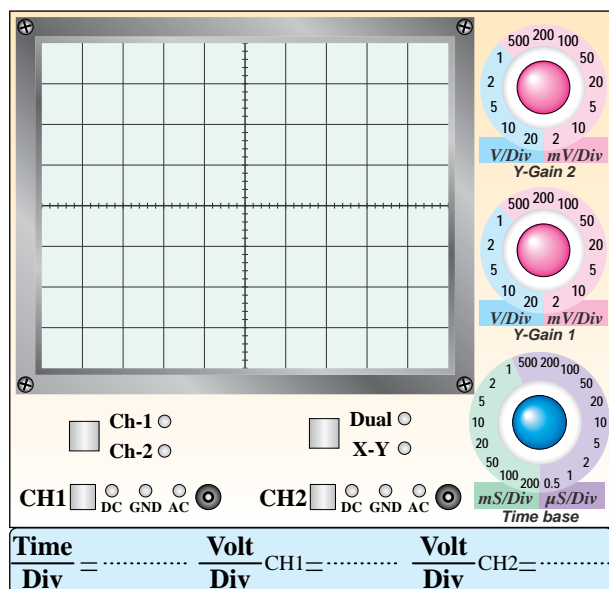 500 200 100
1 50
2 20
5 5
10 10
20 2
V/Div mV/Div
Y-Gain 2
500 200 100
1 50
2 20
5 5
10 10
20 2
V/Div mV/Div
Y-Gain 1
1 500 200
2 100
5 50
10 20
20 10
50 5
100 2
200 0.5 1
mS/Div µS/Div
Time base
Ch-1
Ch-2
Dual
X-Y
CH1 DC GND AC
CH2 DC GND AC
Time/Div = ............ Volt/Div CH1= ............ Volt/Div CH2= ............